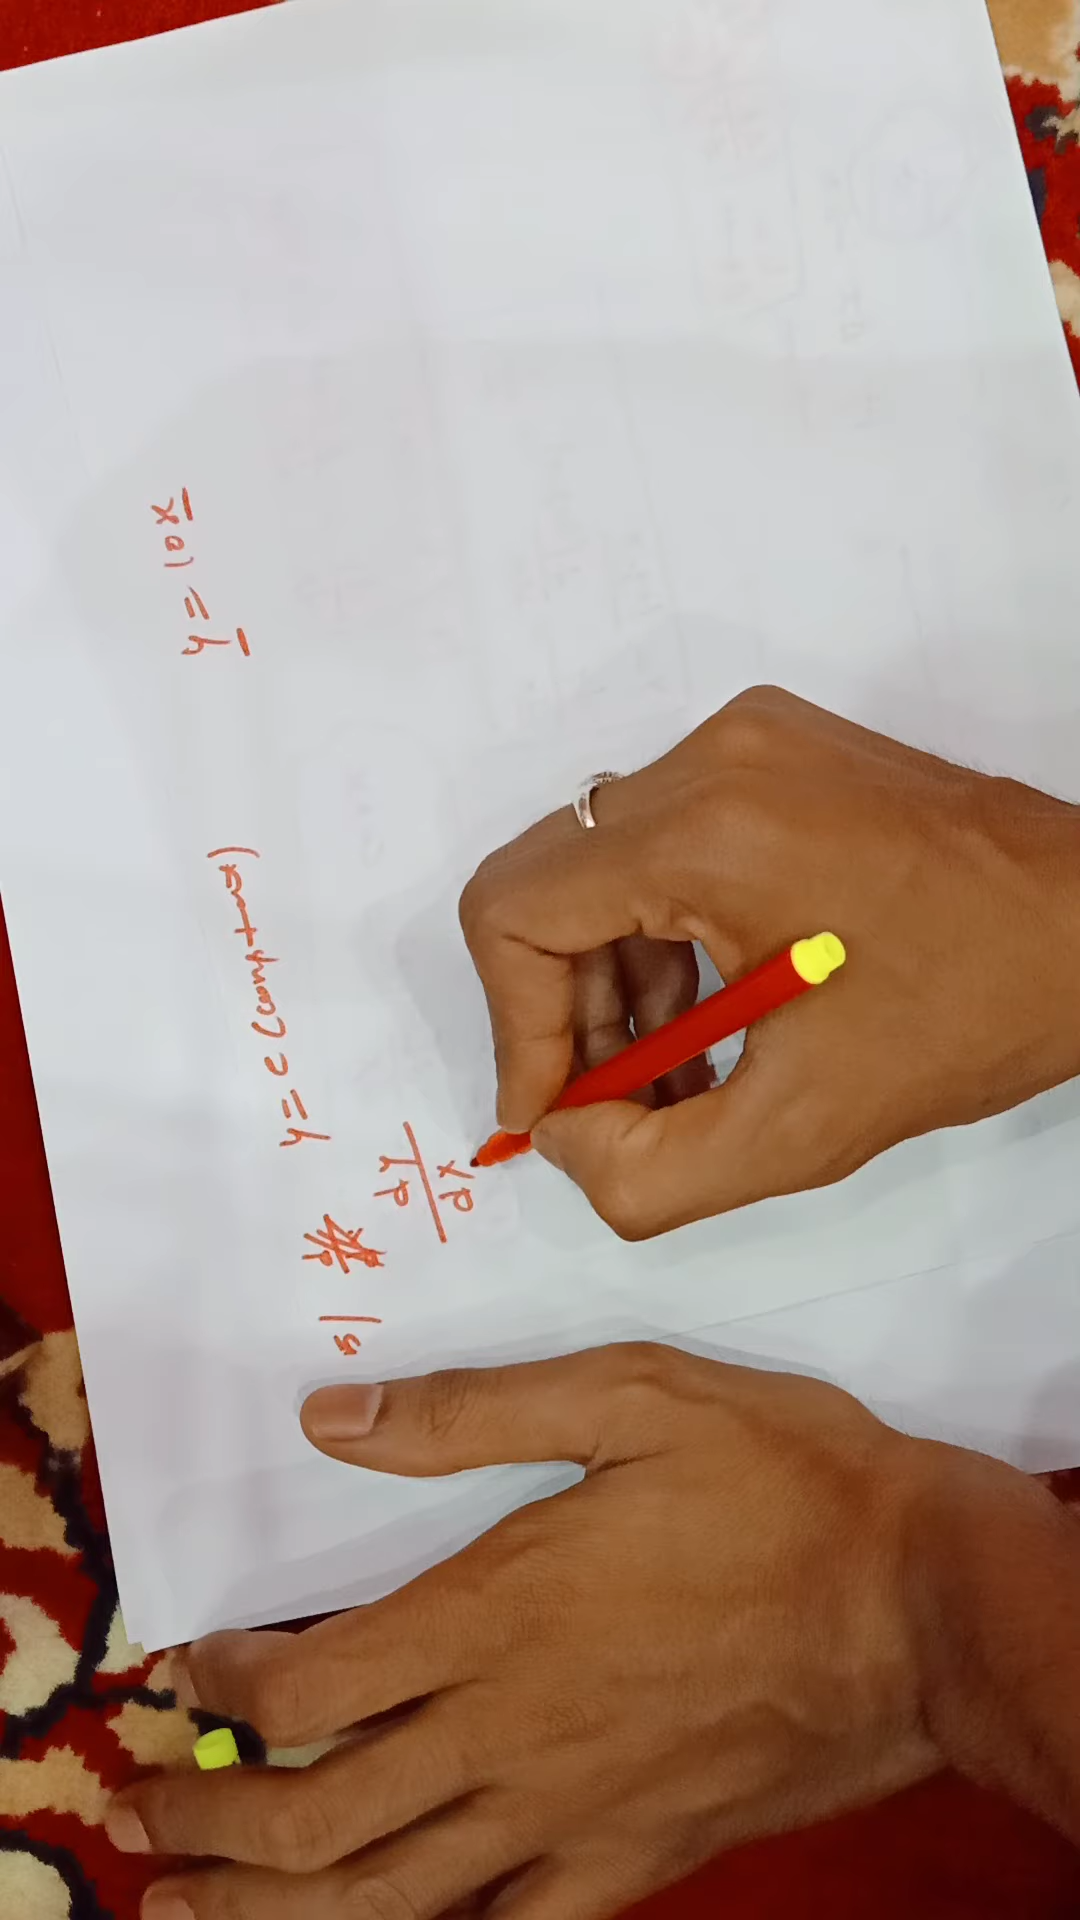 y = c (constant) y = 10x
5) dy
dx